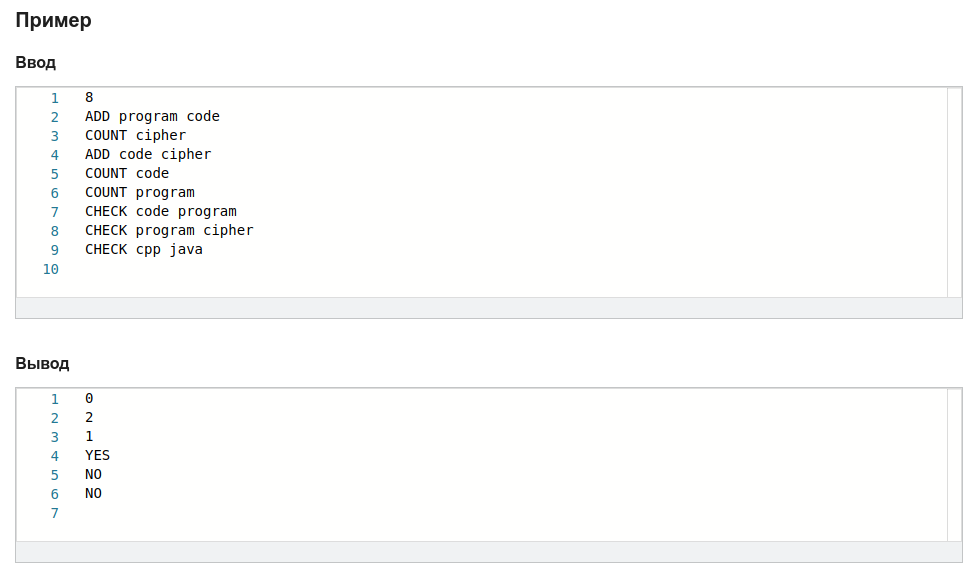 Пример
Ввод
1 8
2 ADD program code
3 COUNT cipher
4 ADD code cipher
5 COUNT code
6 COUNT program
7 CHECK code program
8 CHECK program cipher
9 CHECK cpp java
10
Вывод
1 0
2 2
3 1
4 YES
5 NO
6 NO
7